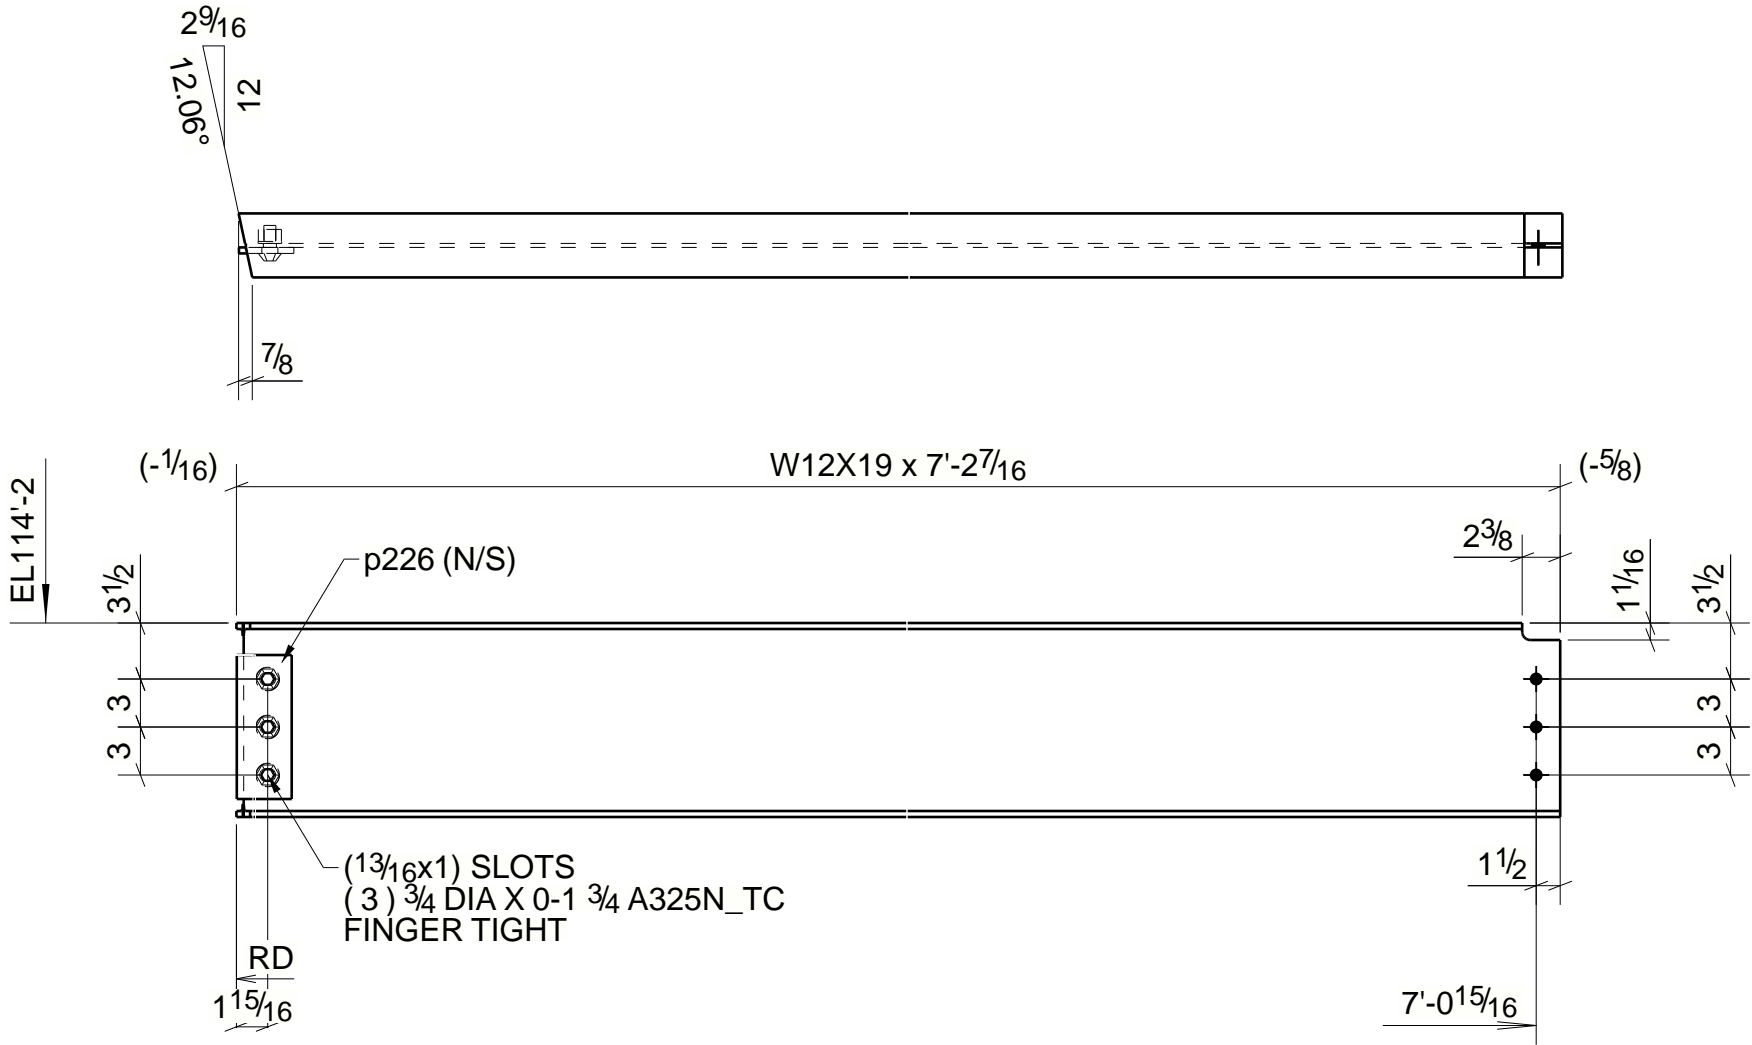 2 9/16
12
12.06°
7/8
(-1/16)
W12X19 x 7'-2 7/16
(-5/8)
EL114'-2
2 3/8
1 1/16
3 1/2
3 1/2
p226 (N/S)
3
3
3
3
1 1/2
(13/16x1) SLOTS
( 3 ) 3/4 DIA X 0-1 3/4 A325N_TC
FINGER TIGHT
RD
1 15/16
7'-0 15/16